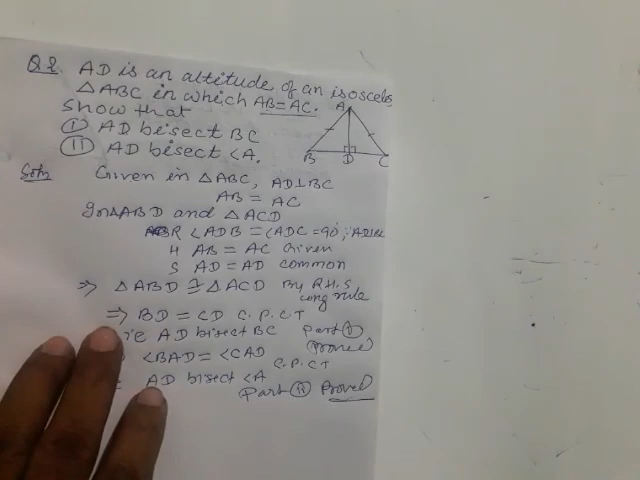 Q2. AD is an altitude of an isosceles
△ABC in which AB=AC.
Show that
(i) AD bisect BC
(ii) AD bisect <A.
A
B D C
Soln Given in △ABC, AD⊥BC
AB = AC
In △ABD and △ACD
R <ADB = <ADC = 90°, ∵ AD⊥BC
H AB = AC Given
S AD = AD common
⇒ △ABD ≅ △ACD By R.H.S
cong rule
⇒ BD = CD C.P.C.T
ie AD bisect BC Part (i)
Proved
<BAD = <CAD
C.P.C.T
AD bisect <A
Part (ii) Proved